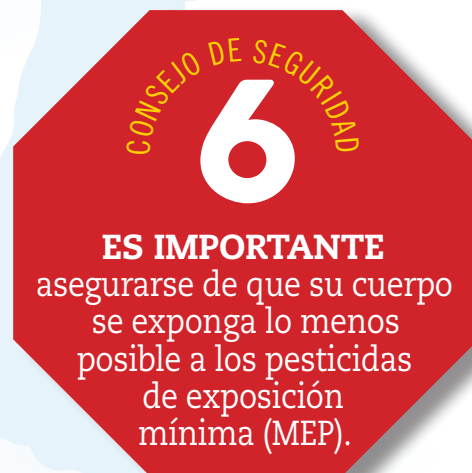 CONSEJO DE SEGURIDAD
6
ES IMPORTANTE
asegurarse de que su cuerpo
se exponga lo menos
posible a los pesticidas
de exposición
mínima (MEP).